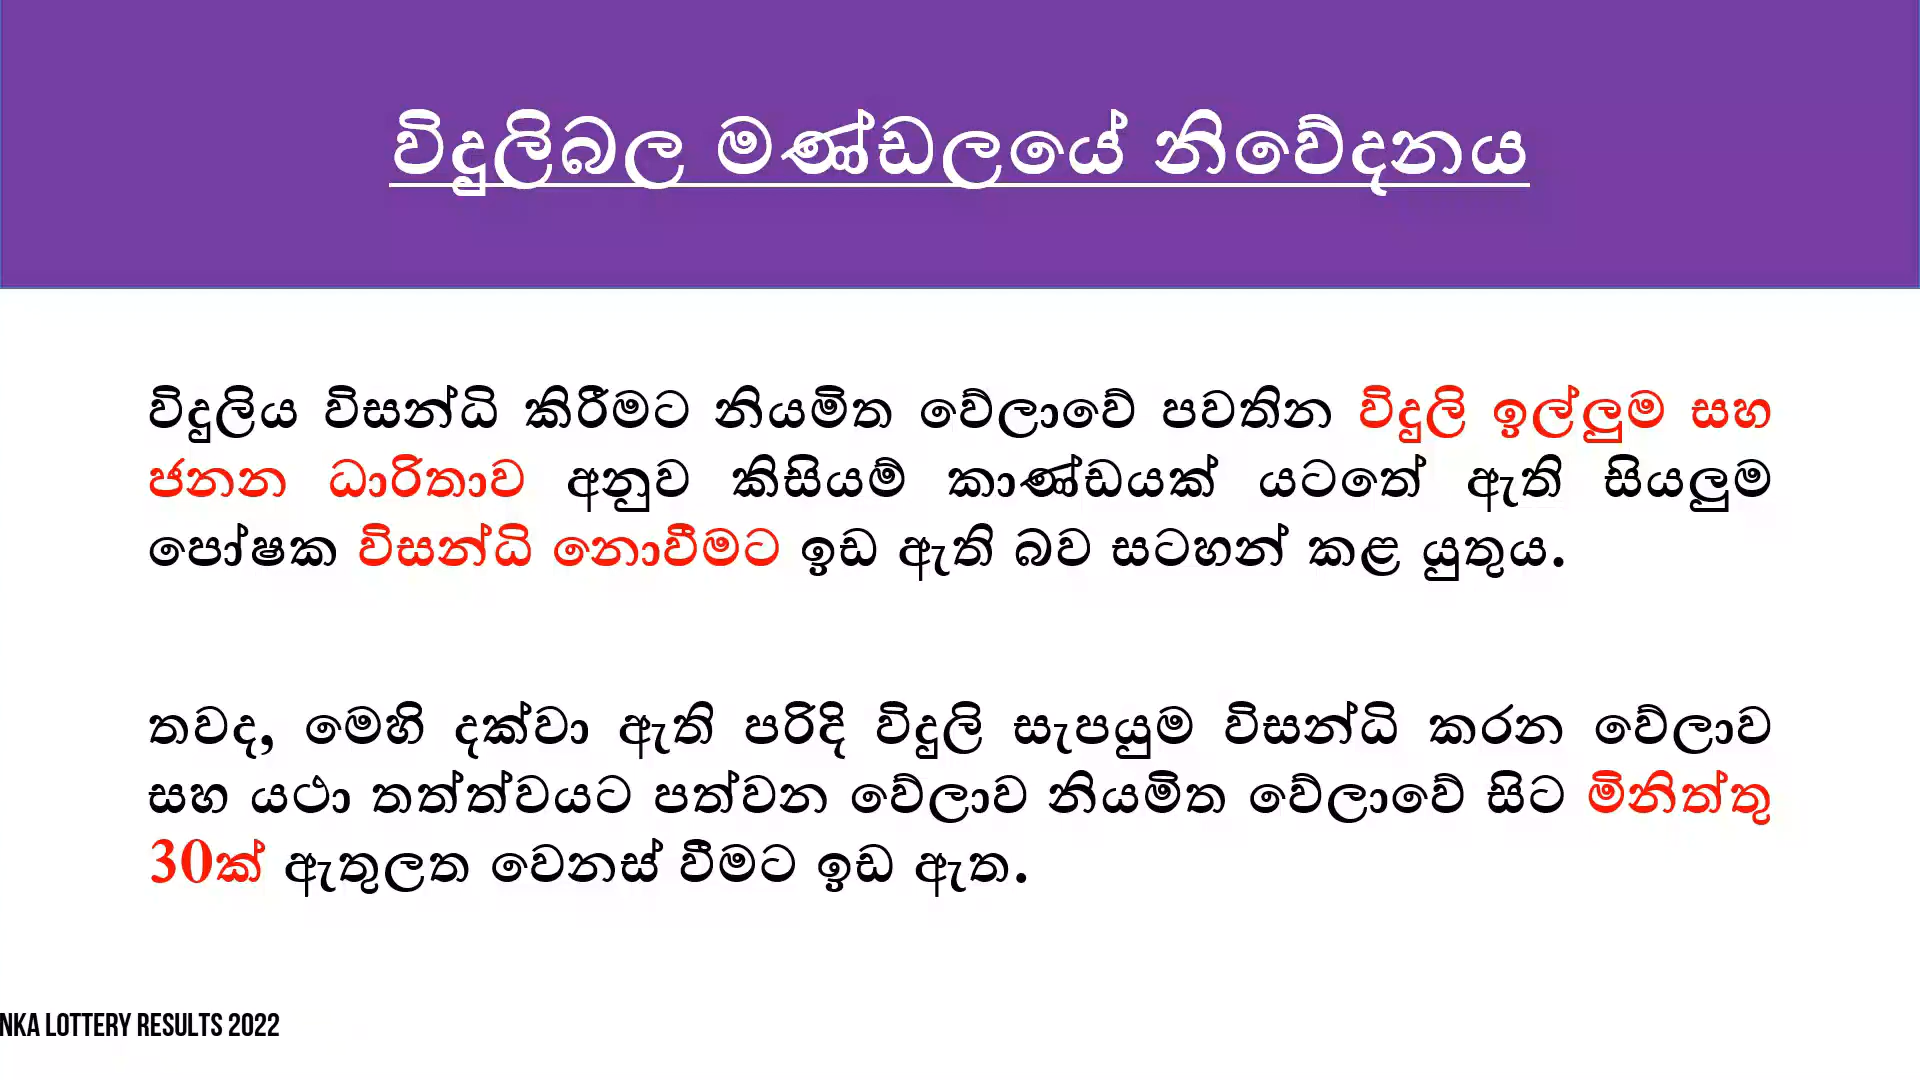 විදුලිබල මණ්ඩලයේ නිවේදනය
විදුලිය විසන්ධි කිරීමට නියමිත වේලාවේ පවතින විදුලි ඉල්ලුම සහ
ජනන ධාරිතාව අනුව කිසියම් කාණ්ඩයක් යටතේ ඇති සියලුම
පෝෂක විසන්ධි නොවීමට ඉඩ ඇති බව සටහන් කළ යුතුය.
තවද, මෙහි දක්වා ඇති පරිදි විදුලි සැපයුම විසන්ධි කරන වේලාව
සහ යථා තත්ත්වයට පත්වන වේලාව නියමිත වේලාවේ සිට මිනිත්තු
30ක් ඇතුලත වෙනස් වීමට ඉඩ ඇත.
NKA LOTTERY RESULTS 2022